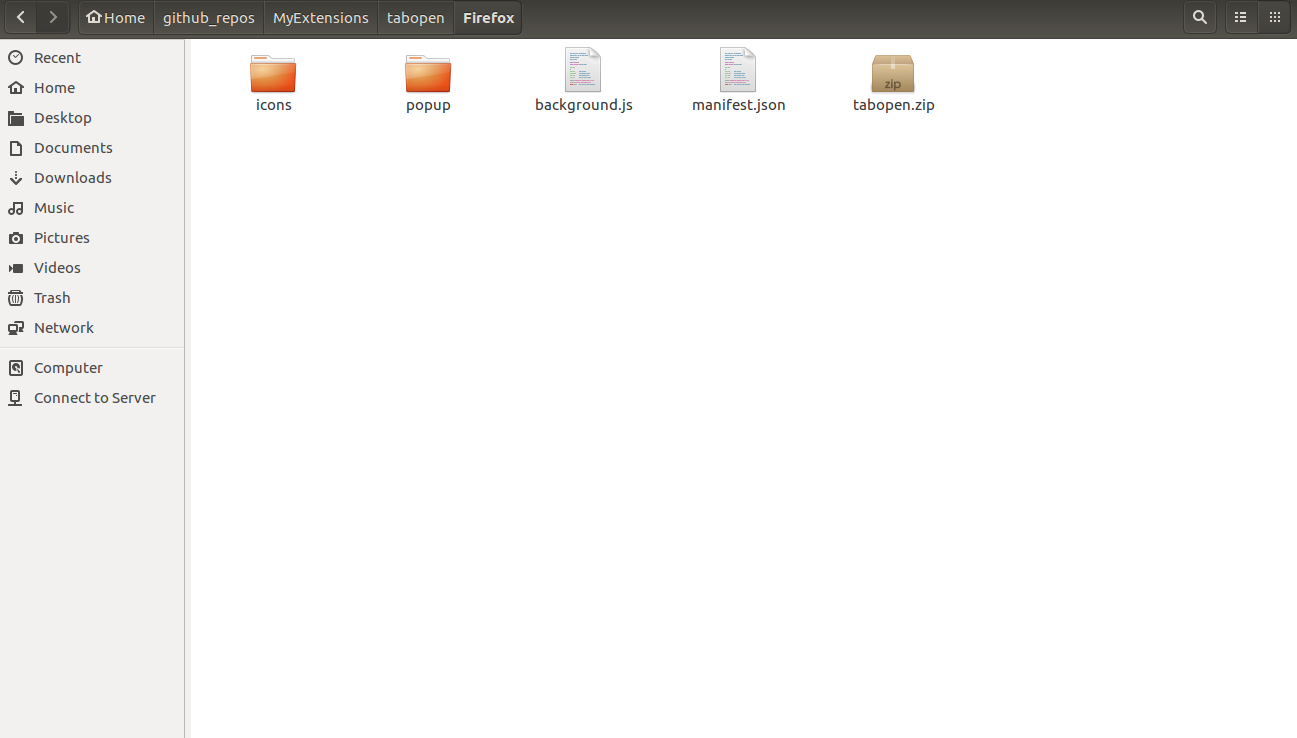 Home github_repos MyExtensions tabopen Firefox
Recent
Home
Desktop
Documents
Downloads
Music
Pictures
Videos
Trash
Network
Computer
Connect to Server
zip
icons popup background.js manifest.json tabopen.zip